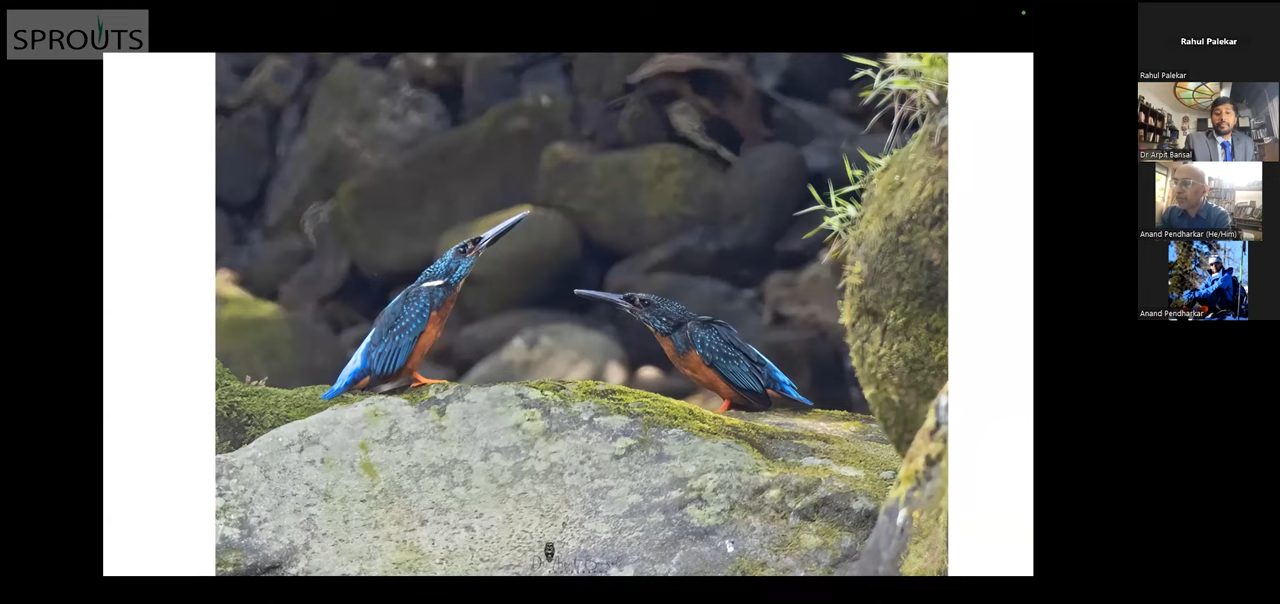 SPROUTS
Rahul Palekar
Rahul Palekar
Dr Arpit Bansal
Anand Pendharkar (He/Him)
Anand Pendharkar